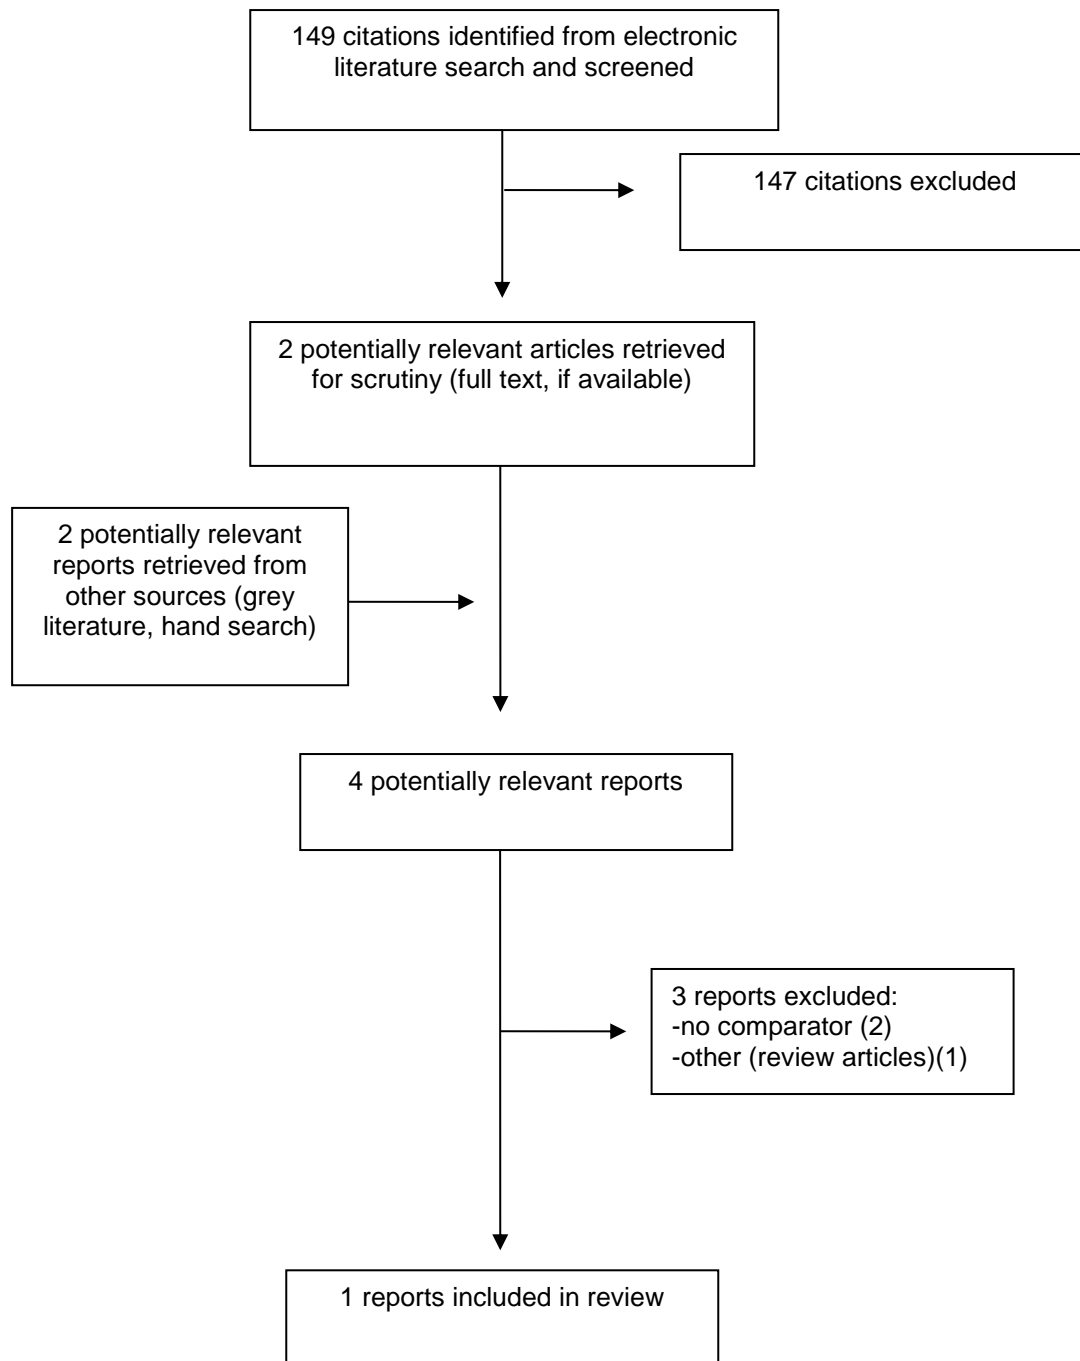 149 citations identified from electronic
literature search and screened
147 citations excluded
2 potentially relevant articles retrieved
for scrutiny (full text, if available)
2 potentially relevant
reports retrieved from
other sources (grey
literature, hand search)
4 potentially relevant reports
3 reports excluded:
-no comparator (2)
-other (review articles)(1)
1 reports included in review